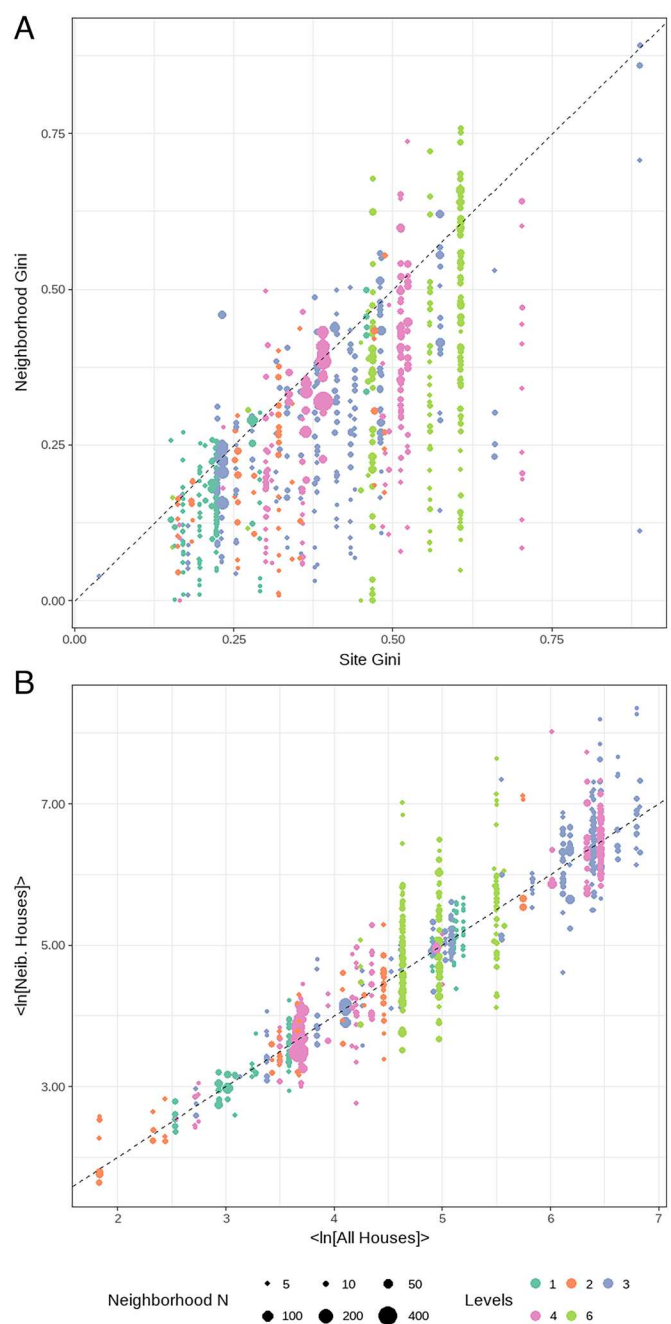 A
0.75
0.50
0.25
0.00
Neighborhood Gini
0.00 0.25 0.50 0.75
Site Gini
B
7.00
5.00
3.00
<ln[Neib. Houses]>
2 3 4 5 6 7
<ln[All Houses]>
Neighborhood N 5 10 50 100 200 400
Levels 1 2 3 4 6